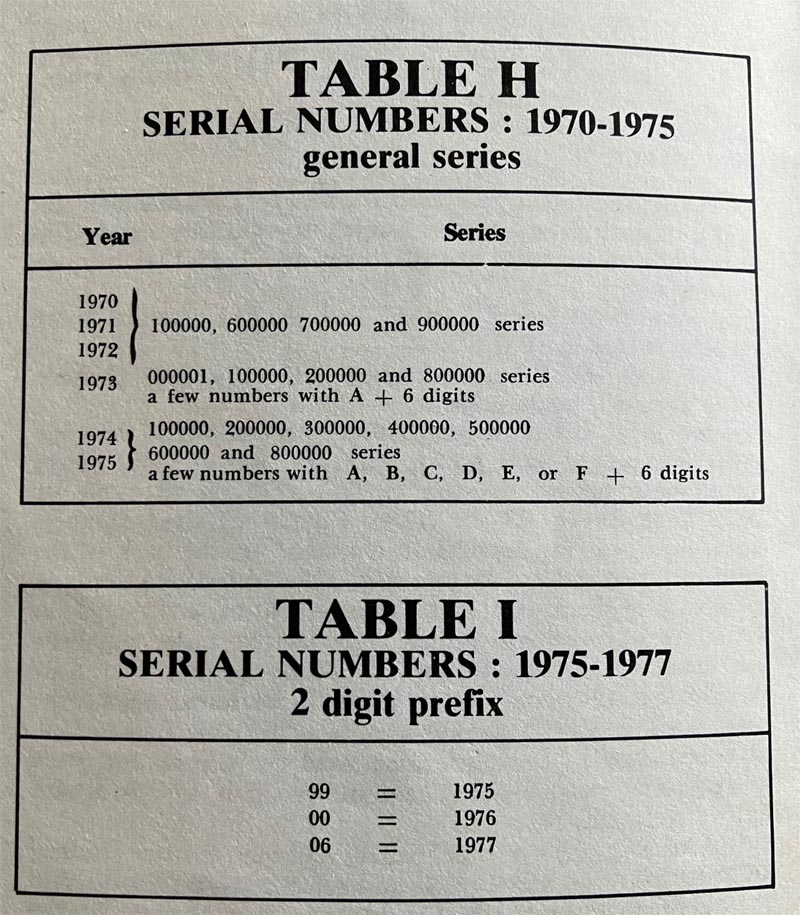 TABLE H
SERIAL NUMBERS : 1970-1975
general series
Year Series
1970
1971 100000, 600000 700000 and 900000 series
1972
1973 000001, 100000, 200000 and 800000 series
a few numbers with A + 6 digits
1974 100000, 200000, 300000, 400000, 500000
1975 600000 and 800000 series
a few numbers with A, B, C, D, E, or F + 6 digits
TABLE I
SERIAL NUMBERS : 1975-1977
2 digit prefix
99 = 1975
00 = 1976
06 = 1977